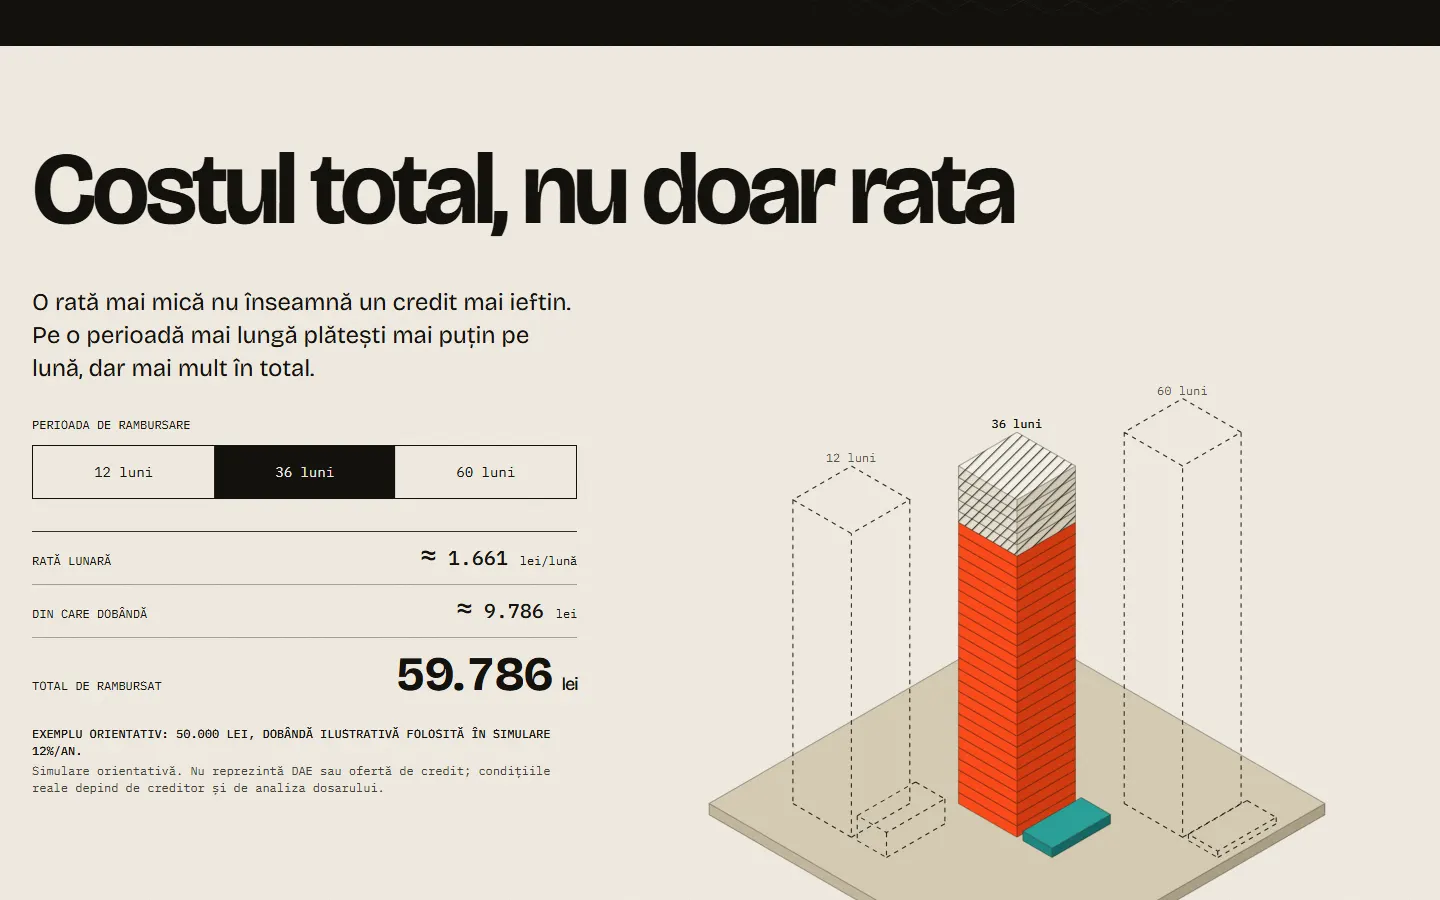 Costul total, nu doar rata
O rată mai mică nu înseamnă un credit mai ieftin.
Pe o perioadă mai lungă plătești mai puțin pe
lună, dar mai mult în total.
PERIOADA DE RAMBURSARE
12 luni
36 luni
60 luni
RATĂ LUNARĂ
≈ 1.661 lei/lună
DIN CARE DOBÂNDĂ
≈ 9.786 lei
TOTAL DE RAMBURSAT
59.786 lei
EXEMPLU ORIENTATIV: 50.000 LEI, DOBÂNDĂ ILUSTRATIVĂ FOLOSITĂ ÎN SIMULARE
12%/AN.
Simulare orientativă. Nu reprezintă DAE sau ofertă de credit; condițiile
reale depind de creditor și de analiza dosarului.
12 luni
36 luni
60 luni